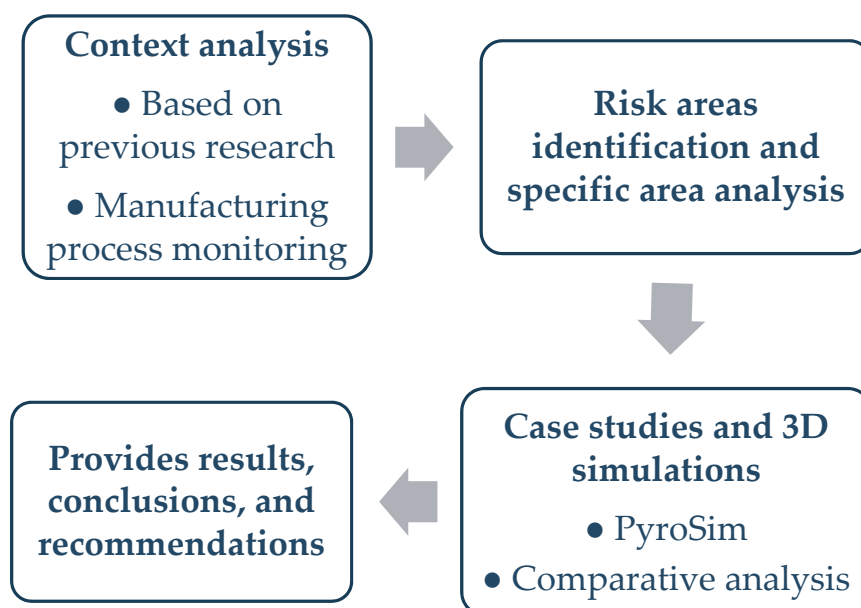 Context analysis
● Based on
previous research
● Manufacturing
process monitoring
Risk areas
identification and
specific area analysis
Case studies and 3D
simulations
● PyroSim
● Comparative analysis
Provides results,
conclusions, and
recommendations